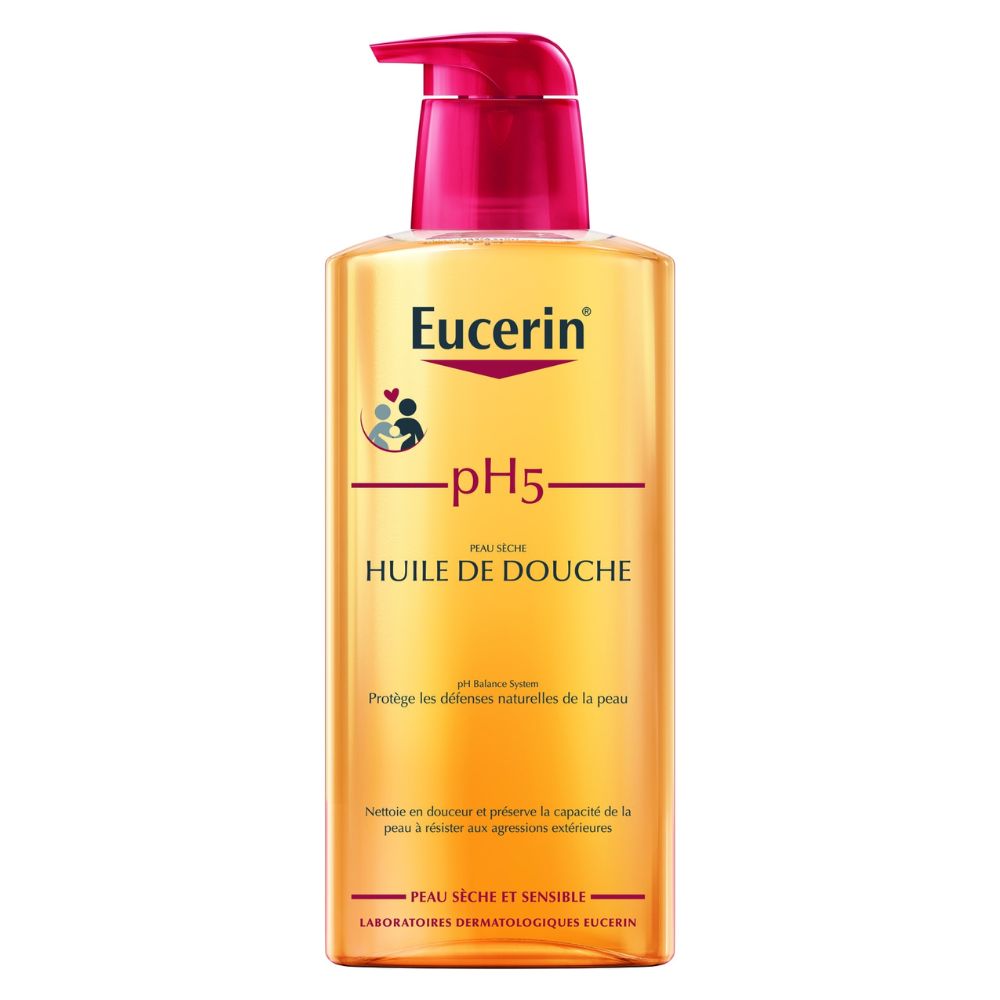 Eucerin®
pH5
PEAU SÈCHE
HUILE DE DOUCHE
pH Balance System
Protège les défenses naturelles de la peau
Nettoie en douceur et préserve la capacité de la
peau à résister aux agressions extérieures
PEAU SÈCHE ET SENSIBLE
LABORATOIRES DERMATOLOGIQUES EUCERIN